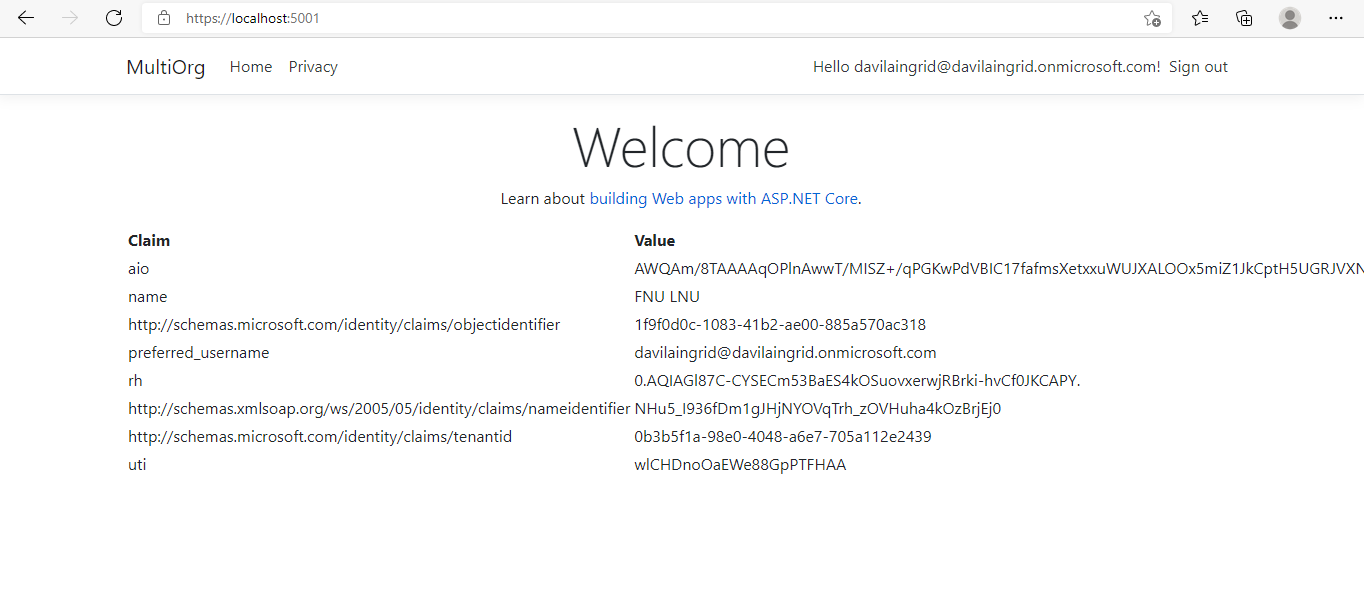 https://localhost:5001
MultiOrg Home Privacy Hello davilaingrid@davilaingrid.onmicrosoft.com! Sign out
Welcome
Learn about building Web apps with ASP.NET Core.
Claim Value
aio AWQAm/8TAAAAqOPlnAwwT/MISZ+/qPGKwPdVBIC17fafmsXetxxuWUJXALOOx5miZ1JkCptH5UGRJVXN
name FNU LNU
http://schemas.microsoft.com/identity/claims/objectidentifier 1f9f0d0c-1083-41b2-ae00-885a570ac318
preferred_username davilaingrid@davilaingrid.onmicrosoft.com
rh 0.AQIAGl87C-CYSECm53BaES4kOSuovxerwjRBrki-hvCf0JKCAPY.
http://schemas.xmlsoap.org/ws/2005/05/identity/claims/nameidentifier NHu5_I936fDm1gJHjNYOVqTrh_zOVHuha4kOzBrjEj0
http://schemas.microsoft.com/identity/claims/tenantid 0b3b5f1a-98e0-4048-a6e7-705a112e2439
uti wlCHDnoOaEWe88GpPTFHAA